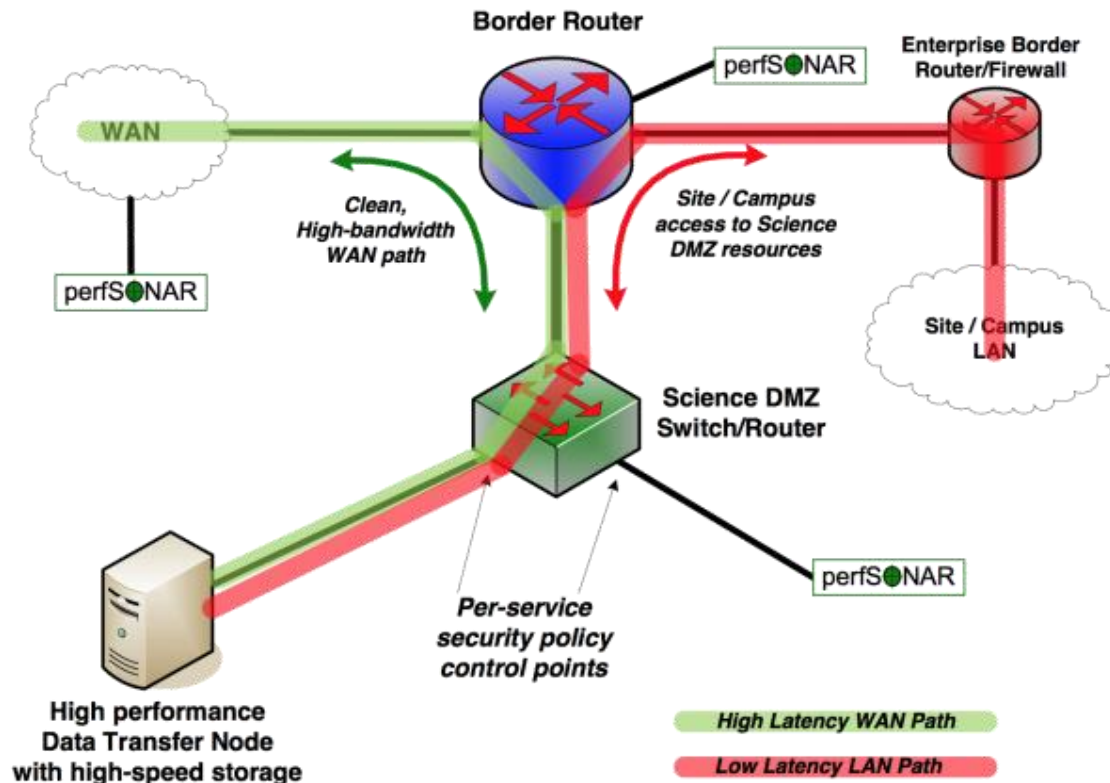 Border Router
perfSONAR
Enterprise Border
Router/Firewall
WAN
Clean,
High-bandwidth
WAN path
Site / Campus
access to Science
DMZ resources
perfSONAR
Site / Campus
LAN
Science DMZ
Switch/Router
perfSONAR
Per-service
security policy
control points
High performance
Data Transfer Node
with high-speed storage
High Latency WAN Path
Low Latency LAN Path